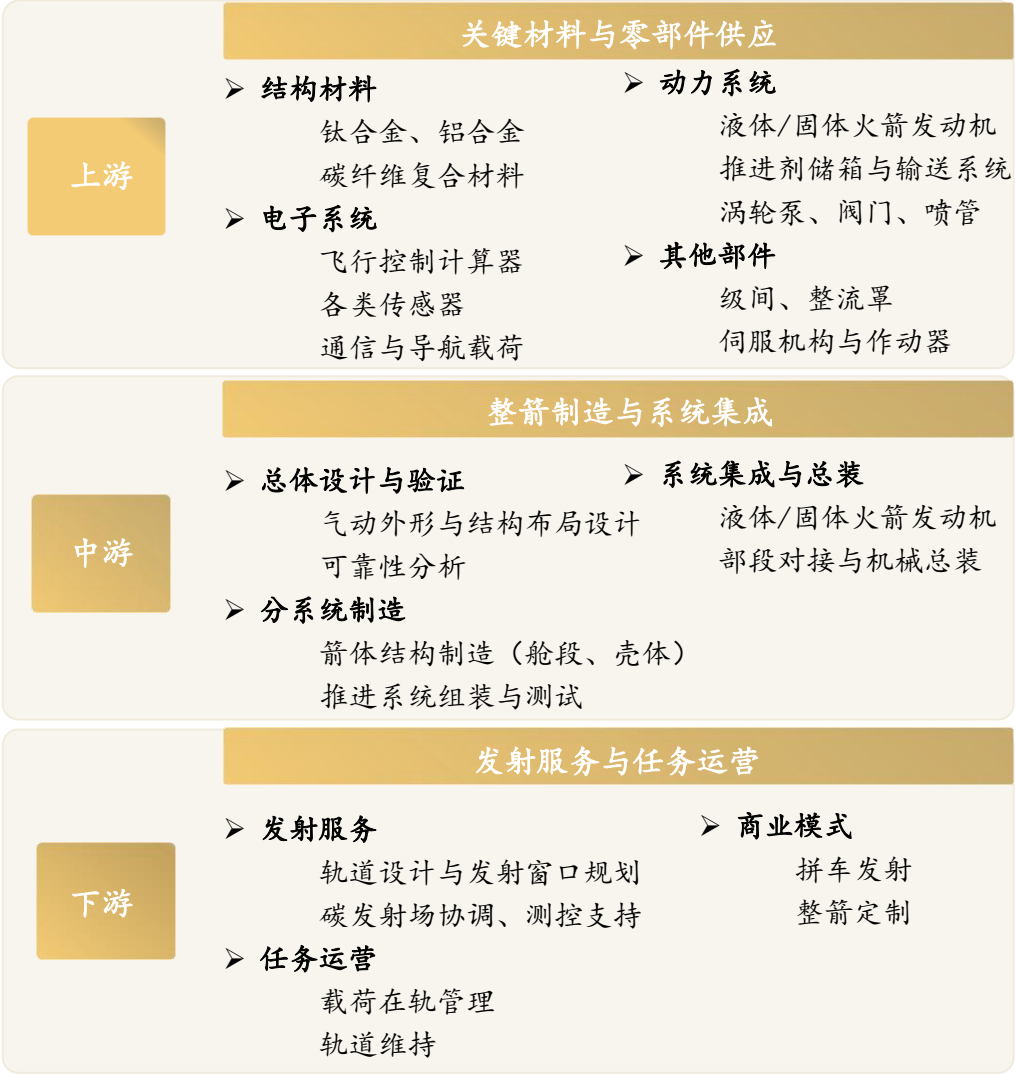 关键材料与零部件供应
上游
➢ 结构材料
钛合金、铝合金
碳纤维复合材料
➢ 电子系统
飞行控制计算器
各类传感器
通信与导航载荷
➢ 动力系统
液体/固体火箭发动机
推进剂储箱与输送系统
涡轮泵、阀门、喷管
➢ 其他部件
级间、整流罩
伺服机构与作动器
整箭制造与系统集成
中游
➢ 总体设计与验证
气动外形与结构布局设计
可靠性分析
➢ 分系统制造
箭体结构制造（舱段、壳体）
推进系统组装与测试
➢ 系统集成与总装
液体/固体火箭发动机
部段对接与机械总装
发射服务与任务运营
下游
➢ 发射服务
轨道设计与发射窗口规划
碳发射场协调、测控支持
➢ 任务运营
载荷在轨管理
轨道维持
➢ 商业模式
拼车发射
整箭定制